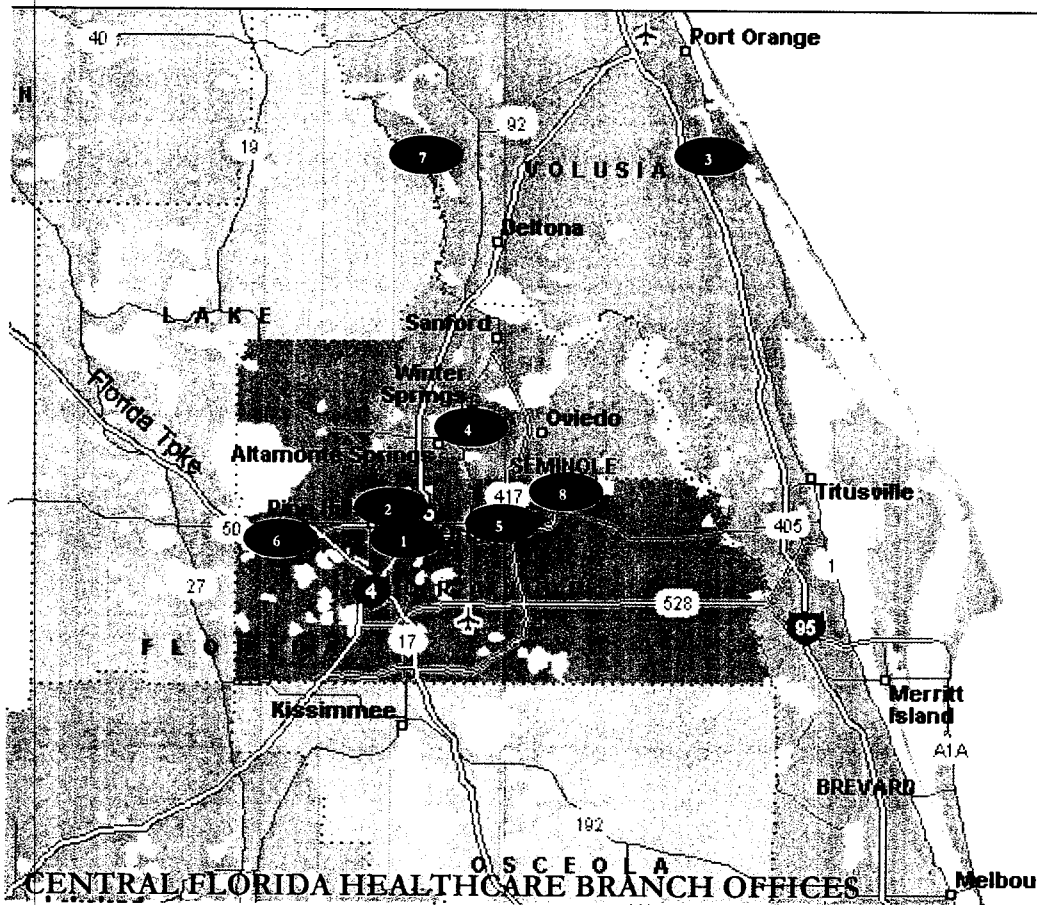 Port Orange
40
N
92
19
7
3
VOLUSIA
Deltona
LAKE
Sanford
Winter
Springs
Florida Tpke
4
Oviedo
Altamonte Springs
SEMINOLE
417
8
Titusville
2
50
5
405
6
1
1
27
4
528
95
17
FLO
Merritt
Island
Kissimmee
A1A
BREVARD
192
OSCEOLA
CENTRAL FLORIDA HEALTHCARE BRANCH OFFICES
Melbou